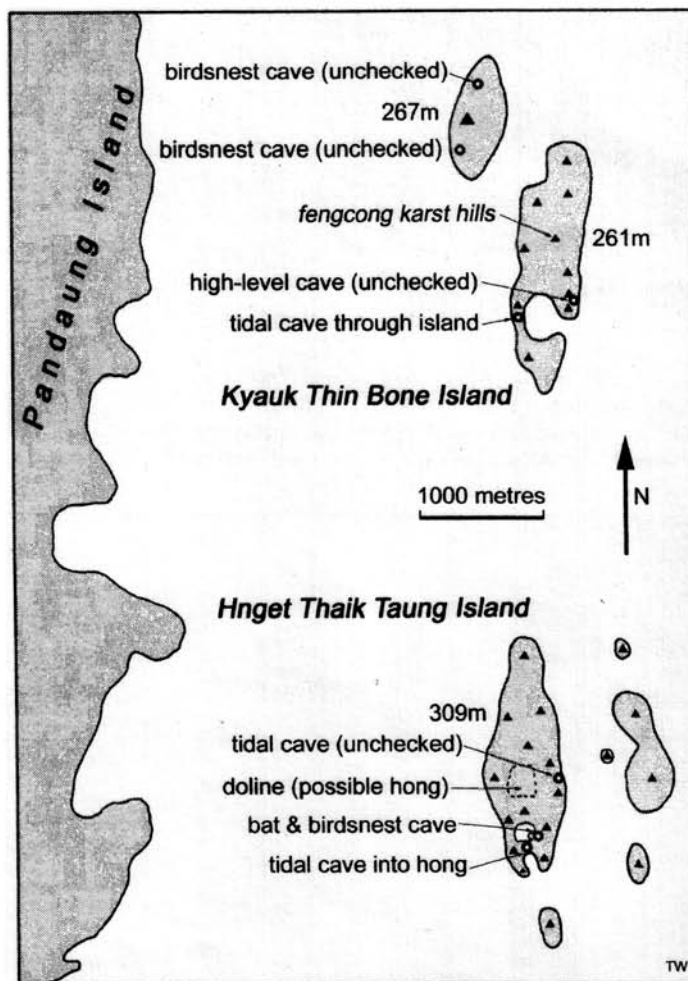 Pandaung Island
birdsnest cave (unchecked)
267m
birdsnest cave (unchecked)
fengcong karst hills
261m
high-level cave (unchecked)
tidal cave through island
Kyauk Thin Bone Island
1000 metres
N
Hnget Thaik Taung Island
309m
tidal cave (unchecked)
doline (possible hong)
bat & birdsnest cave
tidal cave into hong
TW